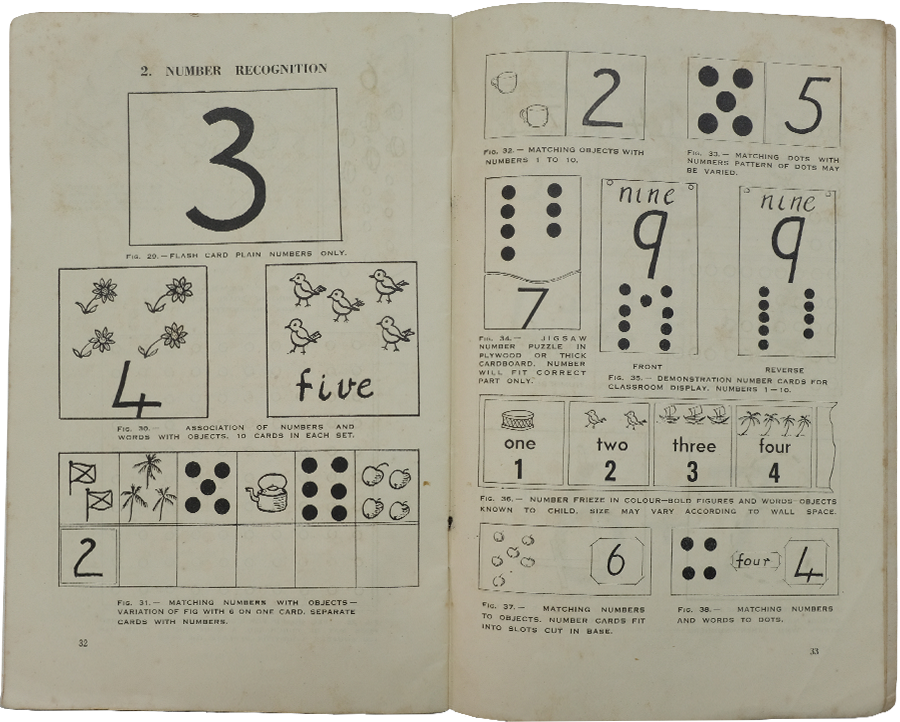 2. NUMBER RECOGNITION
3
FIG. 29.—FLASH CARD PLAIN NUMBERS ONLY.
4
five
FIG. 30.— ASSOCIATION OF NUMBERS AND
WORDS WITH OBJECTS. 10 CARDS IN EACH SET.
2
FIG. 31. — MATCHING NUMBERS WITH OBJECTS—
VARIATION OF FIG WITH 6 ON ONE CARD. SEPARATE
CARDS WITH NUMBERS.
32
2
FIG. 32.— MATCHING OBJECTS WITH
NUMBERS 1 TO 10.
5
FIG. 33.— MATCHING DOTS WITH
NUMBERS PATTERN OF DOTS MAY
BE VARIED.
7
FIG. 34.— JIGSAW
NUMBER PUZZLE IN
PLYWOOD OR THICK
CARDBOARD. NUMBER
WILL FIT CORRECT
PART ONLY.
nine
9
FRONT
nine
9
REVERSE
FIG. 35. — DEMONSTRATION NUMBER CARDS FOR
CLASSROOM DISPLAY. NUMBERS 1—10.
one two three four
1 2 3 4
FIG. 36. — NUMBER FRIEZE IN COLOUR—BOLD FIGURES AND WORDS—OBJECTS
KNOWN TO CHILD. SIZE MAY VARY ACCORDING TO WALL SPACE.
6
FIG. 37.— MATCHING NUMBERS
TO OBJECTS. NUMBER CARDS FIT
INTO SLOTS CUT IN BASE.
four 4
FIG. 38.— MATCHING NUMBERS
AND WORDS TO DOTS.
33